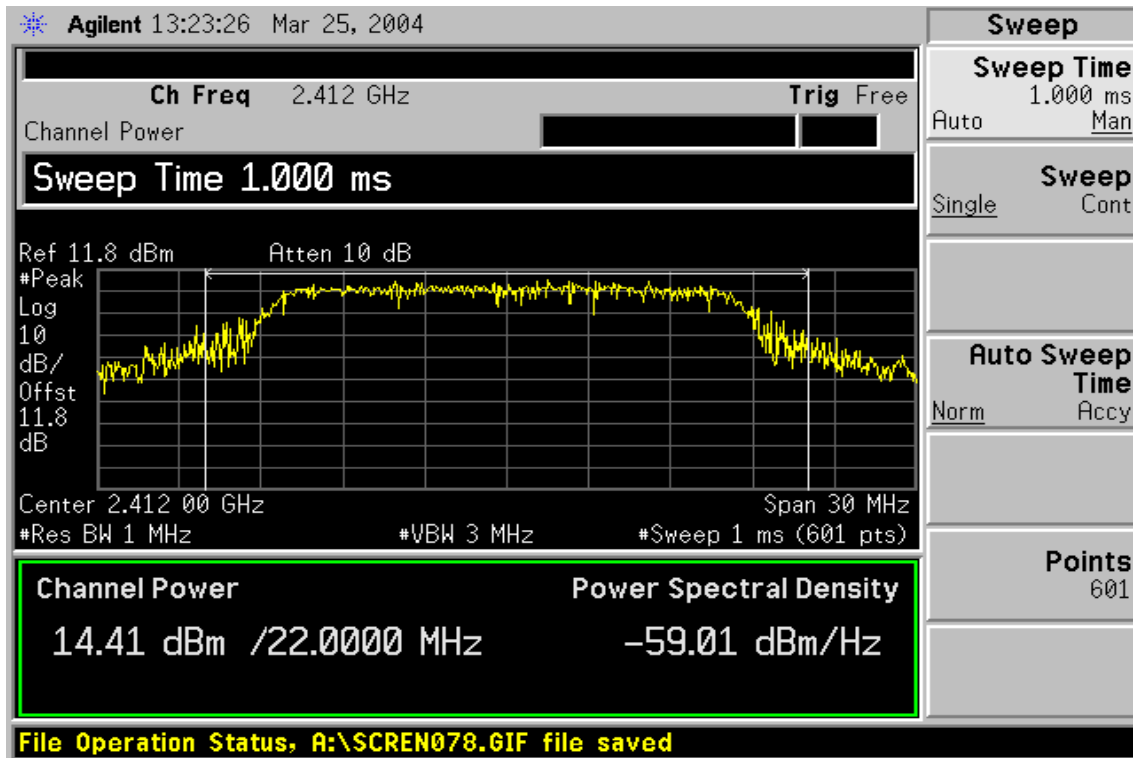 Agilent 13:23:26 Mar 25, 2004
Sweep
Ch Freq 2.412 GHz Trig Free
Channel Power
Sweep Time 1.000 ms
Ref 11.8 dBm Atten 10 dB
#Peak
Log
10
dB/
Offst
11.8
dB
Center 2.412 00 GHz Span 30 MHz
#Res BW 1 MHz #VBW 3 MHz #Sweep 1 ms (601 pts)
Channel Power Power Spectral Density
14.41 dBm /22.0000 MHz -59.01 dBm/Hz
File Operation Status, A:\SCREN078.GIF file saved
Sweep Time
1.000 ms
Auto Man
Sweep
Single Cont
Auto Sweep
Time
Norm Accy
Points
601